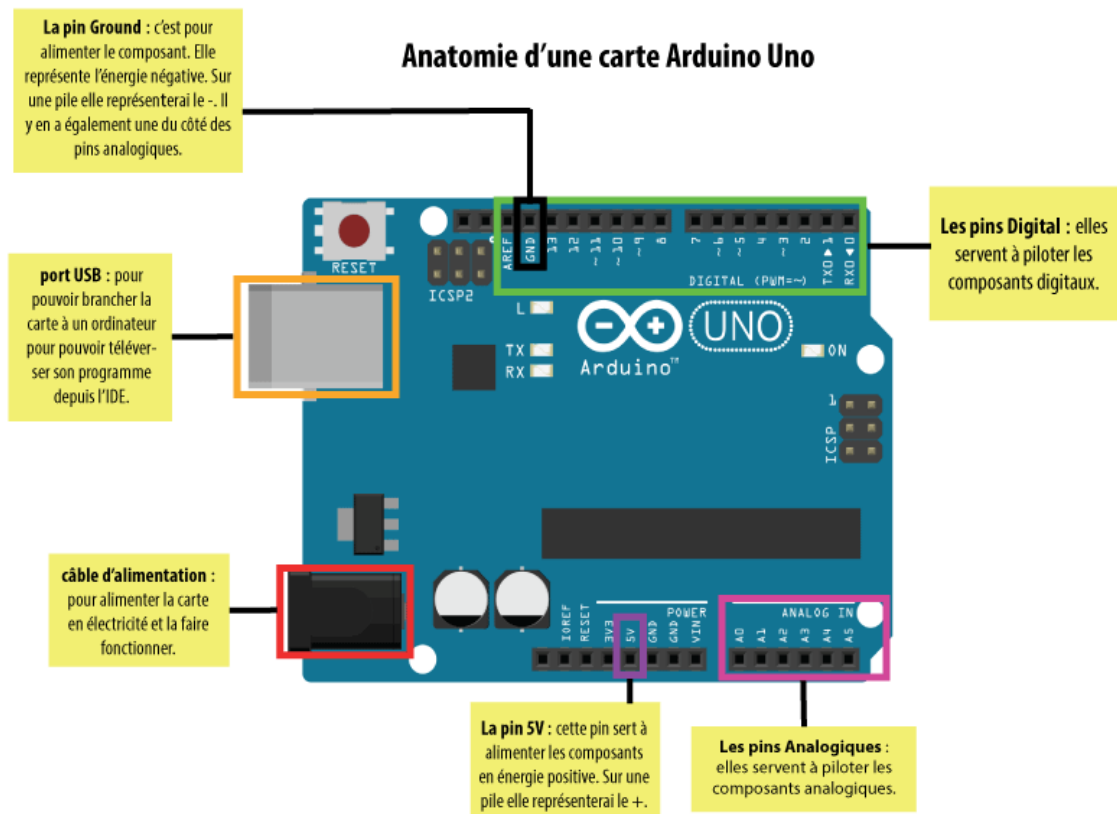 La pin Ground : c'est pour
alimenter le composant. Elle
représente l'énergie négative. Sur
une pile elle représenterai le -. Il
y en a également une du côté des
pins analogiques.
Anatomie d'une carte Arduino Uno
Les pins Digital : elles
servent à piloter les
composants digitaux.
port USB : pour
pouvoir brancher la
carte à un ordinateur
pour pouvoir téléver-
ser son programme
depuis l'IDE.
RESET
ICSP2
AREF
GND
13
12
~11
~10
~9
8
7
~6
~5
4
~3
2
TX0▶1
RX0◀0
DIGITAL (PWM=~)
L
TX
RX
Arduino™
UNO
ON
1
ICSP
câble d'alimentation :
pour alimenter la carte
en électricité et la faire
fonctionner.
IOREF
RESET
3V3
5V
GND
GND
VIN
POWER
ANALOG IN
A0
A1
A2
A3
A4
A5
La pin 5V : cette pin sert à
alimenter les composants
en énergie positive. Sur une
pile elle représenterai le +.
Les pins Analogiques :
elles servent à piloter les
composants analogiques.